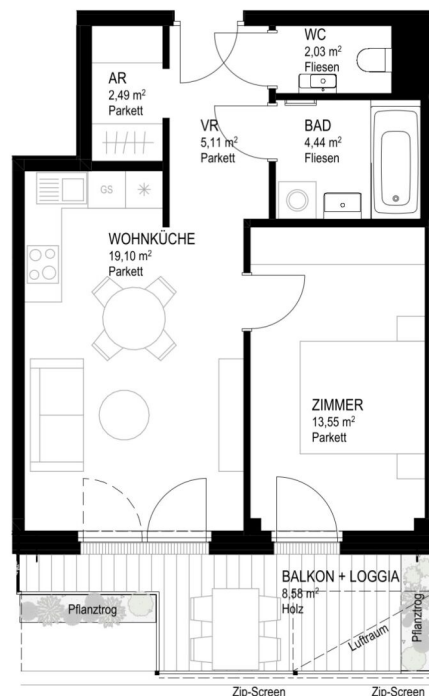 WC
2,03 m²
Fliesen
AR
2,49 m²
Parkett
VR
5,11 m²
Parkett
BAD
4,44 m²
Fliesen
GS
WOHNKÜCHE
19,10 m²
Parkett
ZIMMER
13,55 m²
Parkett
BALKON + LOGGIA
8,58 m²
Holz
Pflanztrog
Luftraum
Pflanztrog
Zip-Screen
Zip-Screen